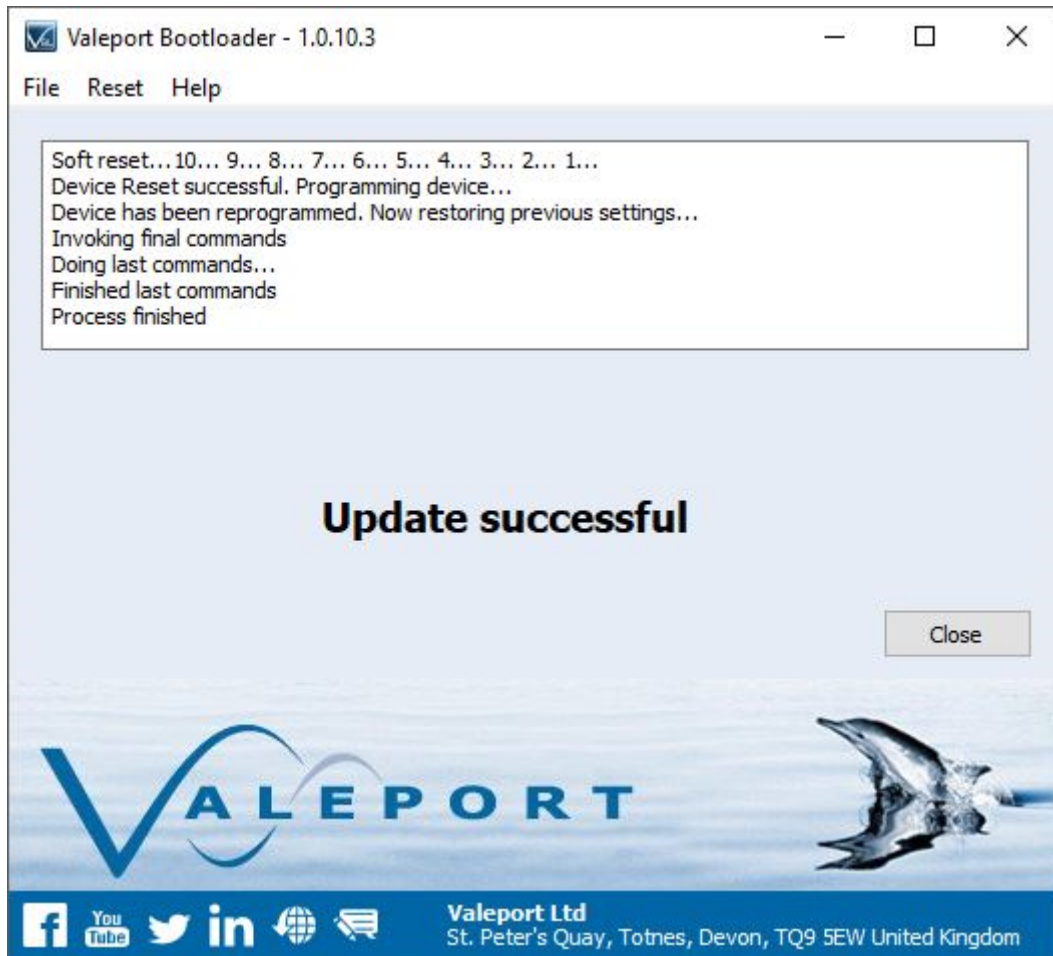 Valeport Bootloader - 1.0.10.3
File Reset Help
Soft reset...10... 9... 8... 7... 6... 5... 4... 3... 2... 1...
Device Reset successful. Programming device...
Device has been reprogrammed. Now restoring previous settings...
Invoking final commands
Doing last commands...
Finished last commands
Process finished
Update successful
Close
VALEPORT
You
Tube
in
Valeport Ltd
St. Peter's Quay, Totnes, Devon, TQ9 5EW United Kingdom